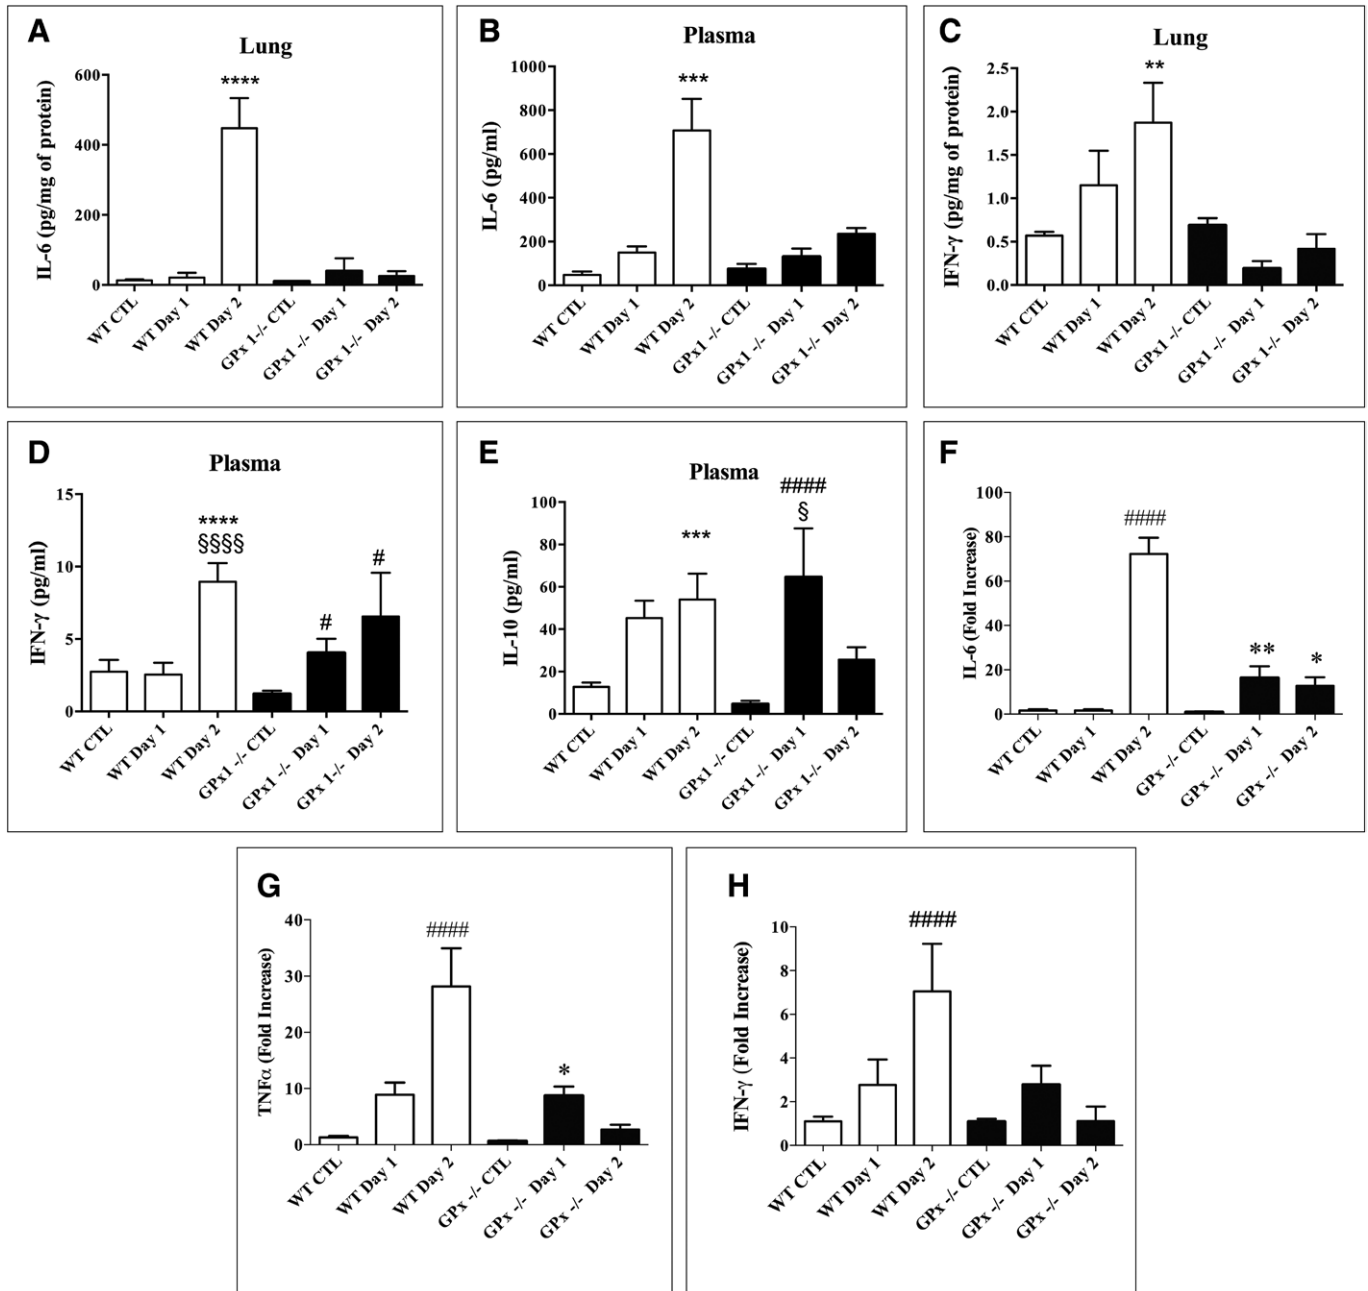 A
Lung
IL-6 (pg/mg of protein)
600
400
200
0
****
WT CTL
WT Day 1
WT Day 2
GPx 1-/- CTL
GPx1 -/- Day 1
GPx 1-/- Day 2
B
Plasma
IL-6 (pg/ml)
1000
800
600
400
200
0
***
WT CTL
WT Day 1
WT Day 2
GPx1 -/- CTL
GPx1 -/- Day 1
GPx 1-/- Day 2
C
Lung
IFN-γ (pg/mg of protein)
2.5
2.0
1.5
1.0
0.5
0.0
**
WT CTL
WT Day 1
WT Day 2
GPx1 -/- CTL
GPx1 -/- Day 1
GPx 1-/- Day 2
D
Plasma
IFN-γ (pg/ml)
15
10
5
0
****
§§§§
#
#
WT CTL
WT Day 1
WT Day 2
GPx1 -/- CTL
GPx1 -/- Day 1
GPx 1-/- Day 2
E
Plasma
IL-10 (pg/ml)
100
80
60
40
20
0
***
####
§
WT CTL
WT Day 1
WT Day 2
GPx1 -/- CTL
GPx1 -/- Day 1
GPx 1-/- Day 2
F
IL-6 (Fold Increase)
100
80
60
40
20
0
####
**
*
WT CTL
WT Day 1
WT Day 2
GPx -/- CTL
GPx -/- Day 1
GPx -/- Day 2
G
TNFα (Fold Increase)
40
30
20
10
0
####
*
WT CTL
WT Day 1
WT Day 2
GPx -/- CTL
GPx -/- Day 1
GPx -/- Day 2
H
IFN-γ (Fold Increase)
10
8
6
4
2
0
####
WT CTL
WT Day 1
WT Day 2
GPx -/- CTL
GPx -/- Day 1
GPx -/- Day 2